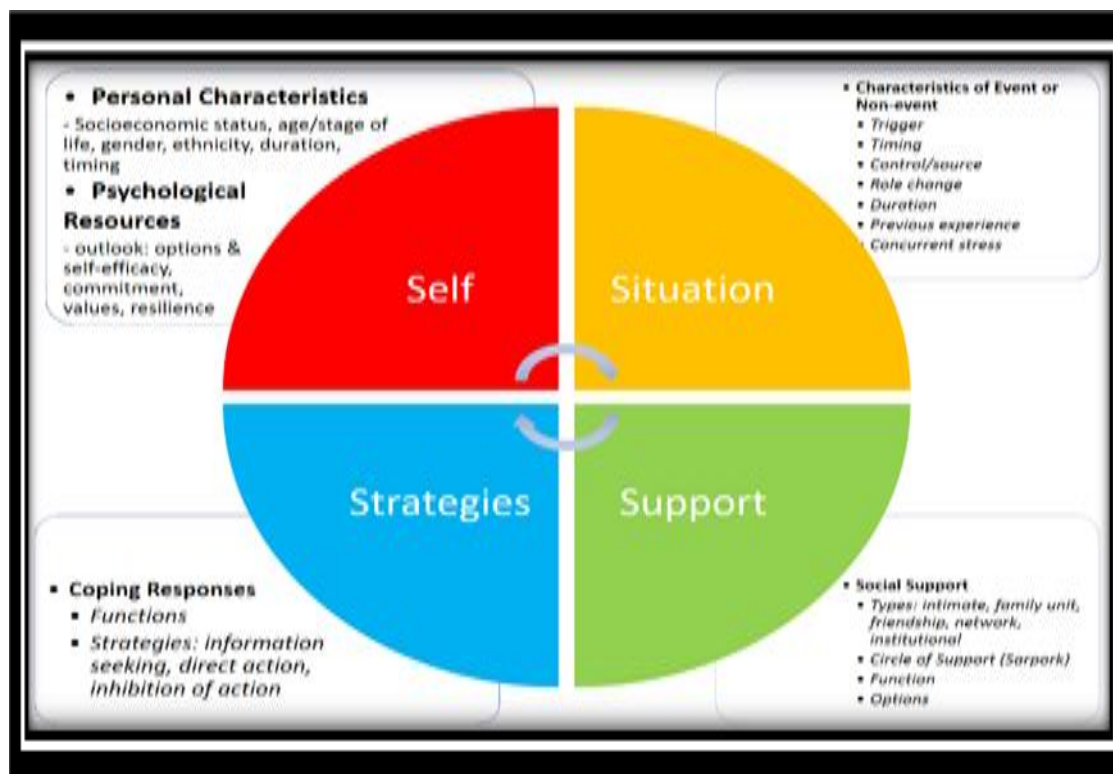 • Personal Characteristics
- Socioeconomic status, age/stage of
life, gender, ethnicity, duration,
timing
• Psychological
Resources
- outlook: options &
self-efficacy,
commitment,
values, resilience
Self
▪ Characteristics of Event or
Non-event
▪ Trigger
▪ Timing
▪ Control/source
▪ Role change
▪ Duration
▪ Previous experience
▪ Concurrent stress
Situation
Strategies
▪ Coping Responses
▪ Functions
▪ Strategies: information
seeking, direct action,
inhibition of action
Support
▪ Social Support
▪ Types: intimate, family unit,
friendship, network,
institutional
▪ Circle of Support (Sarpork)
▪ Function
▪ Options